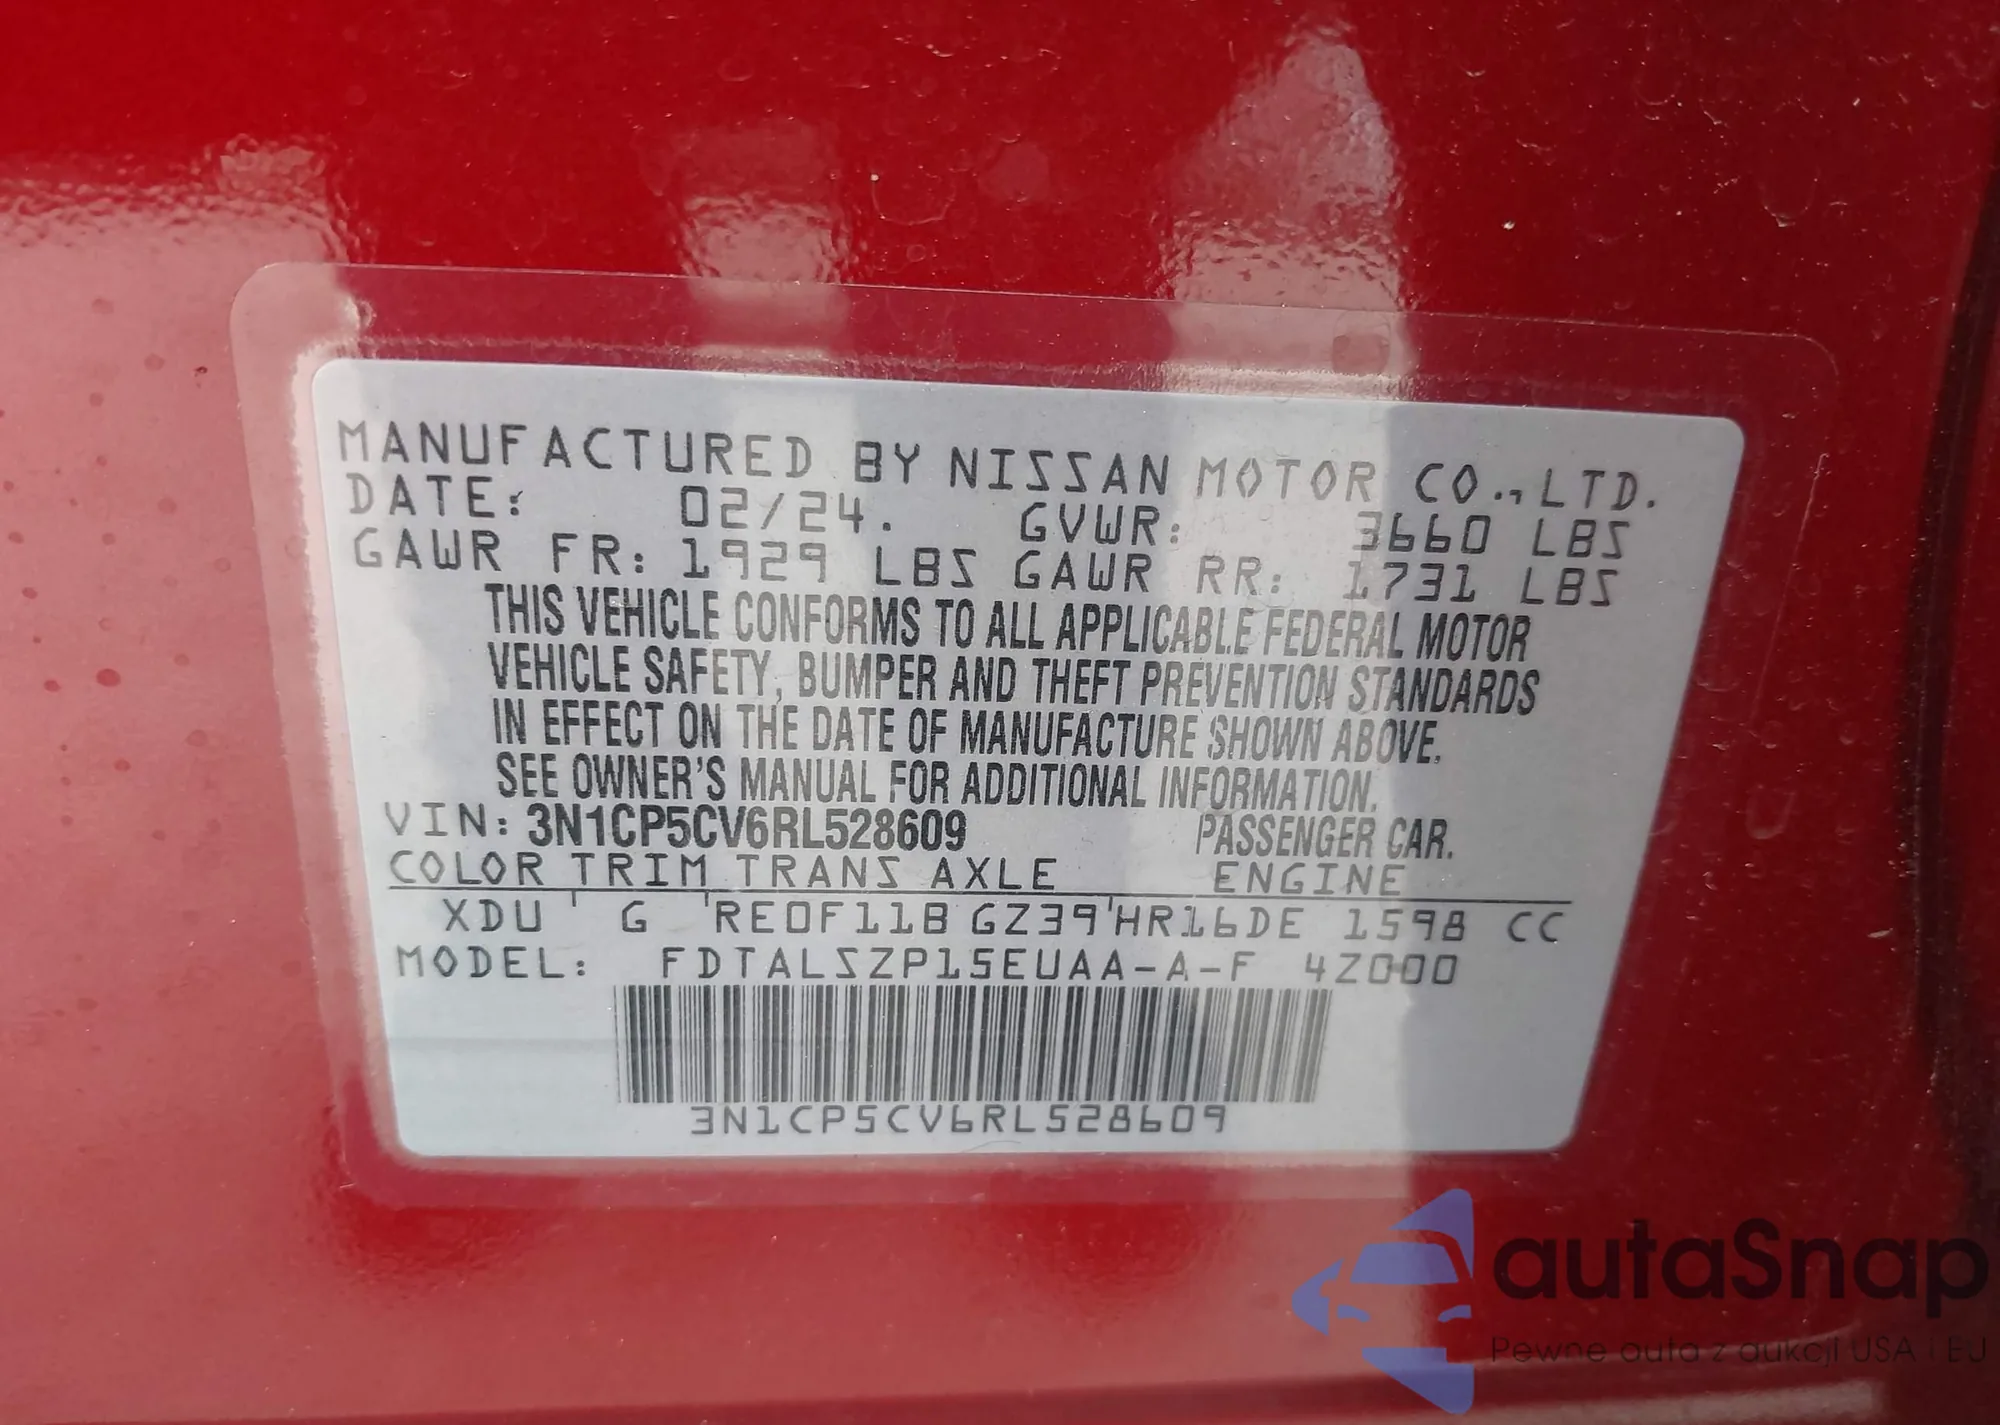 MANUFACTURED BY NISSAN MOTOR CO., LTD.
DATE: 02/24. GVWR: 3660 LBS
GAWR FR: 1929 LBS GAWR RR: 1731 LBS
THIS VEHICLE CONFORMS TO ALL APPLICABLE FEDERAL MOTOR
VEHICLE SAFETY, BUMPER AND THEFT PREVENTION STANDARDS
IN EFFECT ON THE DATE OF MANUFACTURE SHOWN ABOVE.
SEE OWNER'S MANUAL FOR ADDITIONAL INFORMATION.
VIN: 3N1CP5CV6RL528609 PASSENGER CAR.
COLOR TRIM TRANS AXLE ENGINE
XDU G RE0F11B GZ39 HR16DE 1598 CC
MODEL: FDTALSZP15EUAA-A-F 4Z000
3N1CP5CV6RL528609
autaSnap
Pewne auta z aukcji USA i EU